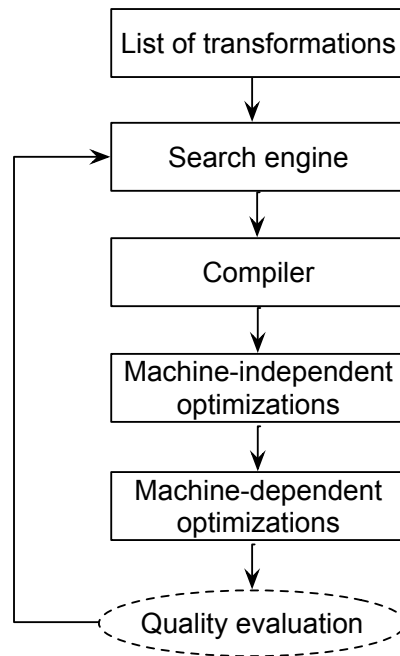 List of transformations
Search engine
Compiler
Machine-independent
optimizations
Machine-dependent
optimizations
Quality evaluation